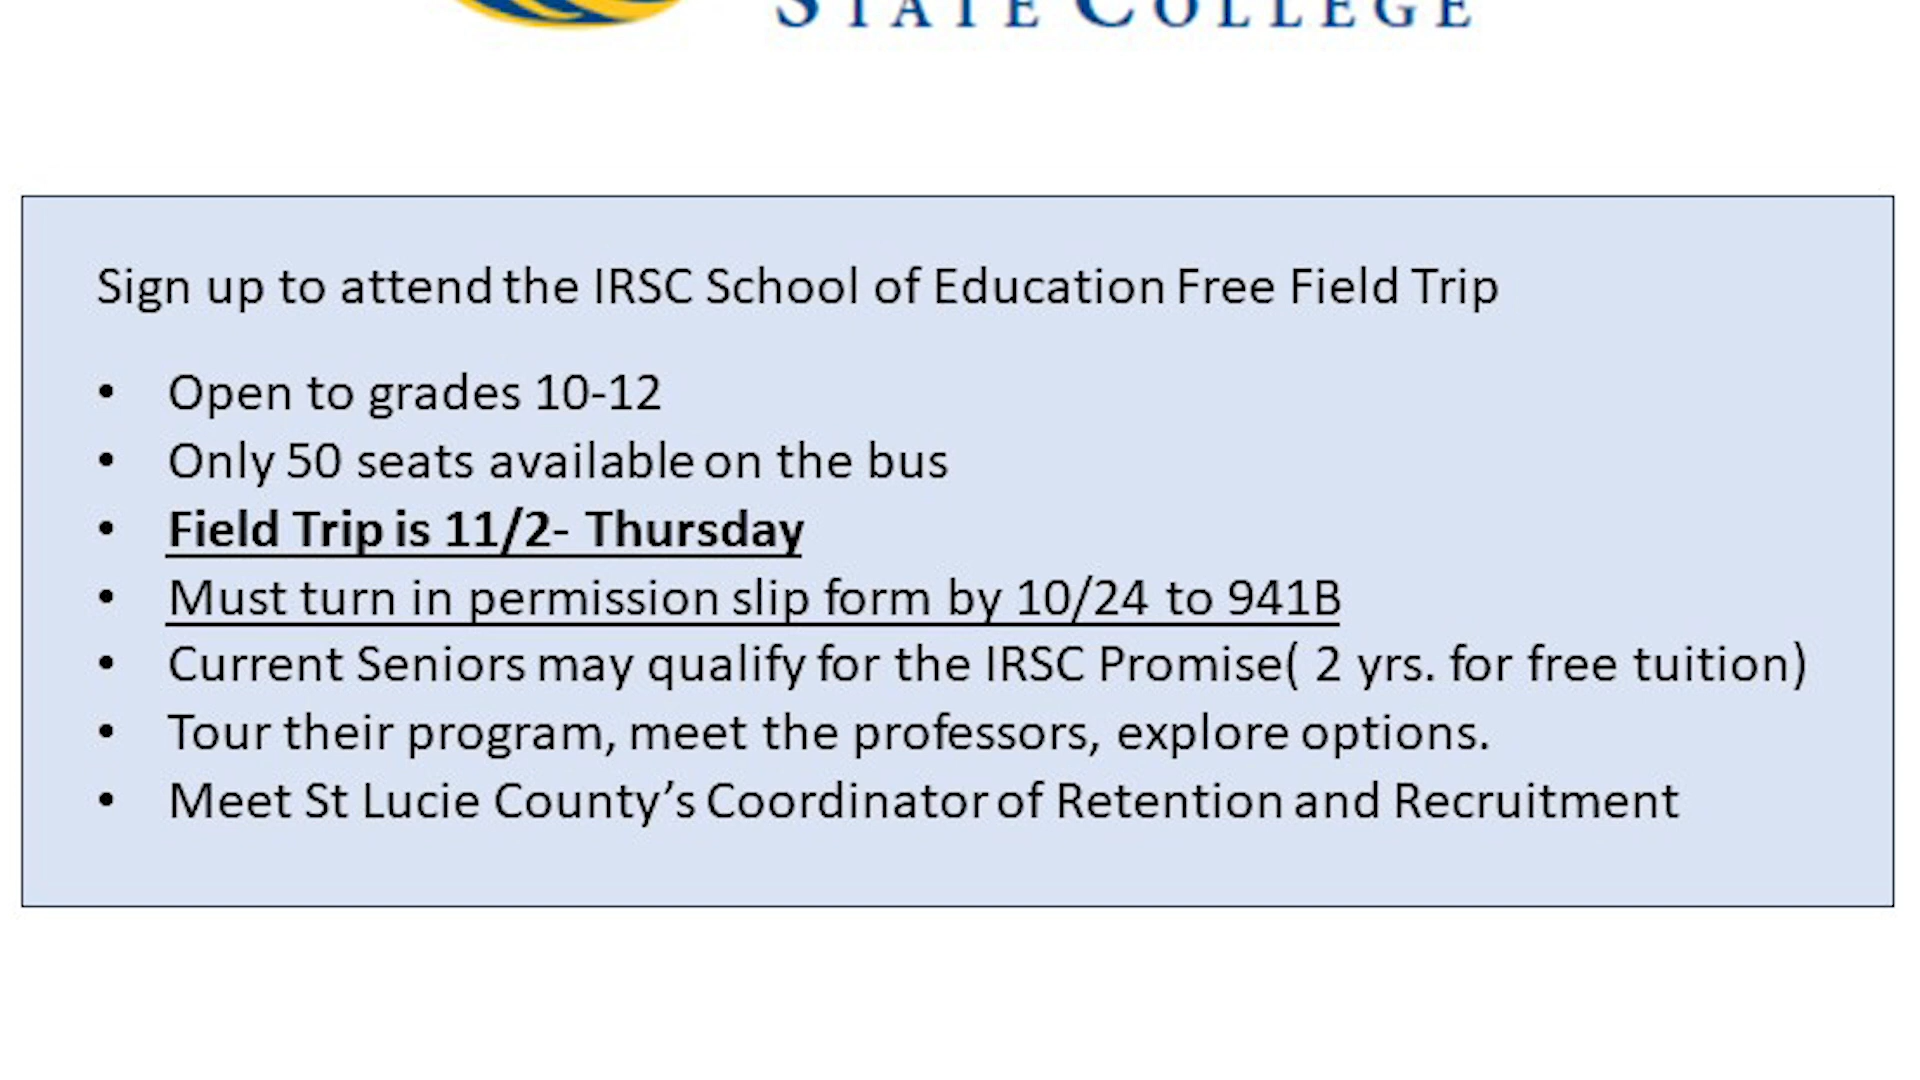 STATE COLLEGE
Sign up to attend the IRSC School of Education Free Field Trip
• Open to grades 10-12
• Only 50 seats available on the bus
• Field Trip is 11/2- Thursday
• Must turn in permission slip form by 10/24 to 941B
• Current Seniors may qualify for the IRSC Promise( 2 yrs. for free tuition)
• Tour their program, meet the professors, explore options.
• Meet St Lucie County’s Coordinator of Retention and Recruitment